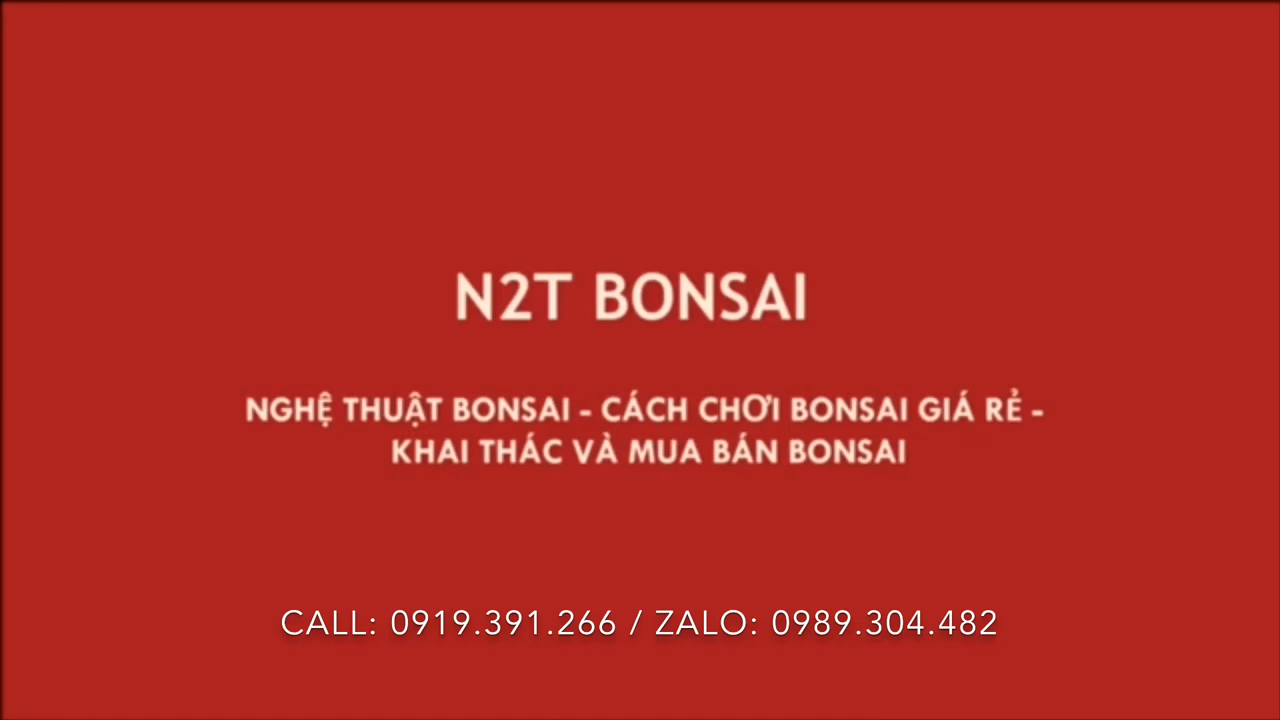 N2T BONSAI
NGHỆ THUẬT BONSAI - CÁCH CHƠI BONSAI GIÁ RẺ -
KHAI THÁC VÀ MUA BÁN BONSAI
CALL: 0919.391.266 / ZALO: 0989.304.482